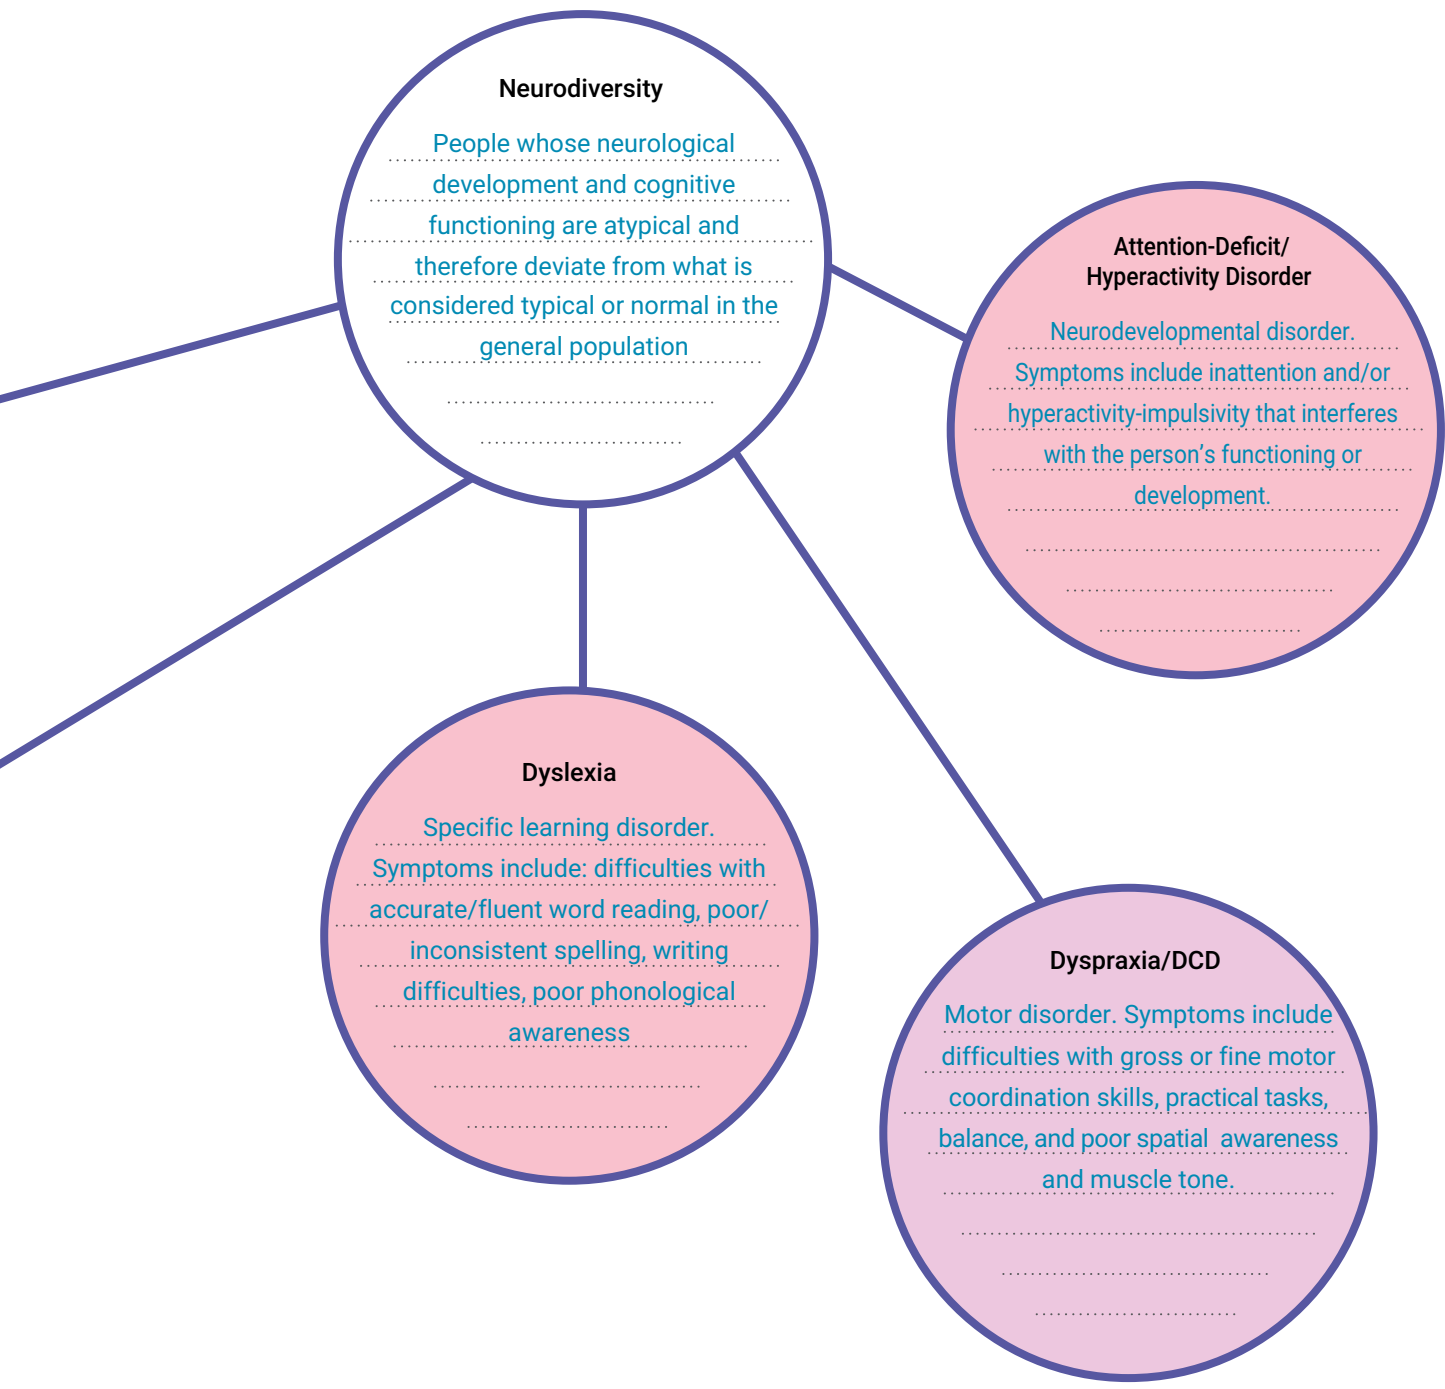 Neurodiversity
People whose neurological
development and cognitive
functioning are atypical and
therefore deviate from what is
considered typical or normal in the
general population
Attention-Deficit/
Hyperactivity Disorder
Neurodevelopmental disorder.
Symptoms include inattention and/or
hyperactivity-impulsivity that interferes
with the person’s functioning or
development.
Dyslexia
Specific learning disorder.
Symptoms include: difficulties with
accurate/fluent word reading, poor/
inconsistent spelling, writing
difficulties, poor phonological
awareness
Dyspraxia/DCD
Motor disorder. Symptoms include
difficulties with gross or fine motor
coordination skills, practical tasks,
balance, and poor spatial  awareness
and muscle tone.